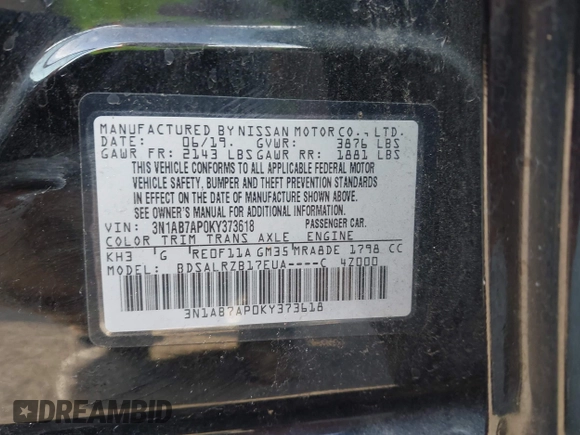 MANUFACTURED BY NISSAN MOTOR CO., LTD.
DATE: 06/19. GVWR: 3876 LBS
GAWR FR: 2143 LBS GAWR RR: 1881 LBS
THIS VEHICLE CONFORMS TO ALL APPLICABLE FEDERAL MOTOR
VEHICLE SAFETY, BUMPER AND THEFT PREVENTION STANDARDS
IN EFFECT ON THE DATE OF MANUFACTURE SHOWN ABOVE.
SEE OWNER'S MANUAL FOR ADDITIONAL INFORMATION.
VIN: 3N1AB7AP0KY373618 PASSENGER CAR.
COLOR TRIM TRANS AXLE ENGINE
KH3 G RE0F11A GM35 MRA8DE 1798 CC
MODEL: BDSALRZB17EUA----C 4Z000
3N1AB7AP0KY373618
DREAMBID